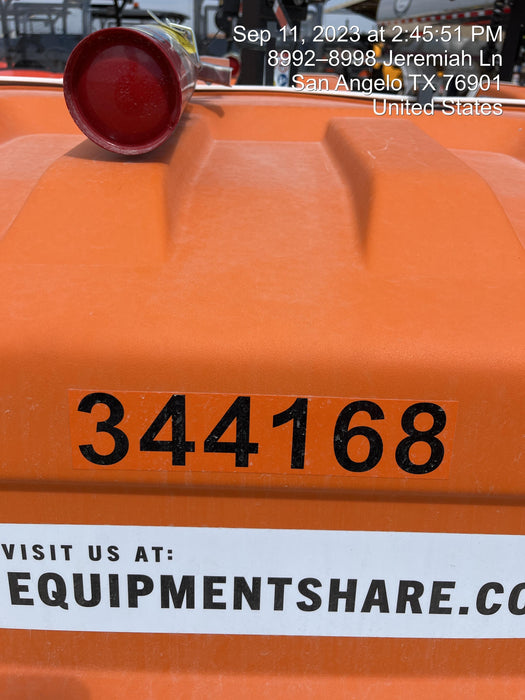 Sep 11, 2023 at 2:45:51 PM
8992–8998 Jeremiah Ln
San Angelo TX 76901
United States
344168
VISIT US AT:
EQUIPMENTSHARE.CO